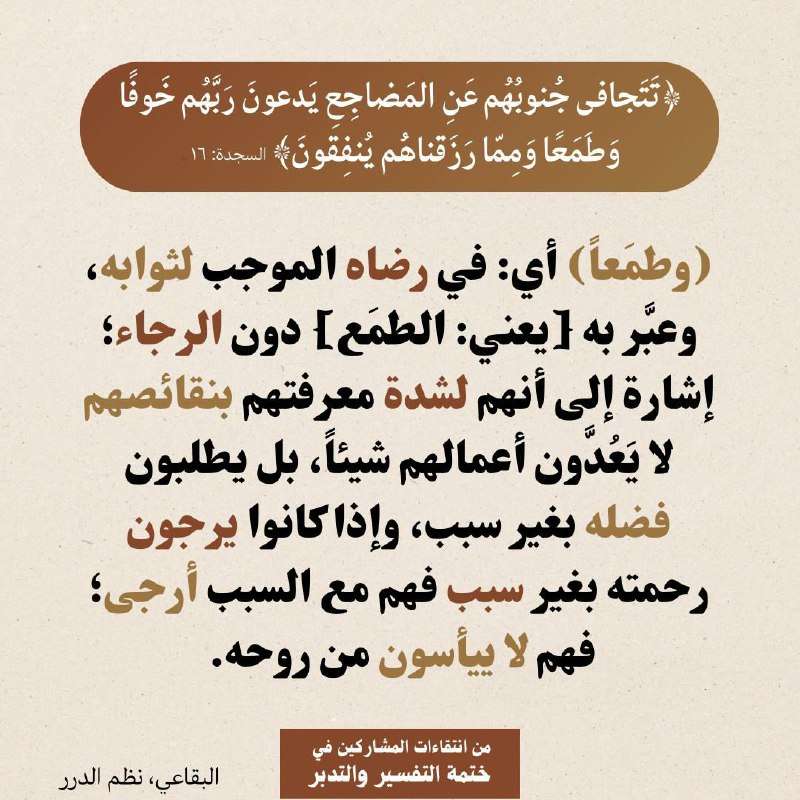 ﴿تَتَجافى جُنوبُهُم عَنِ المَضاجِعِ يَدعونَ رَبَّهُم خَوفًا
وَطَمَعًا وَمِمّا رَزَقناهُم يُنفِقونَ﴾ السجدة: ١٦
(وطمَعاً) أي: في رضاه الموجب لثوابه،
وعبَّر به [يعني: الطمَع] دون الرجاء؛
إشارة إلى أنهم لشدة معرفتهم بنقائصهم
لا يَعُدَّون أعمالهم شيئاً، بل يطلبون
فضله بغير سبب، وإذا كانوا يرجون
رحمته بغير سبب فهم مع السبب أرجى؛
فهم لا ييأسون من روحه.
من انتقاءات المشاركين في
ختمة التفسير والتدبر
البقاعي، نظم الدرر